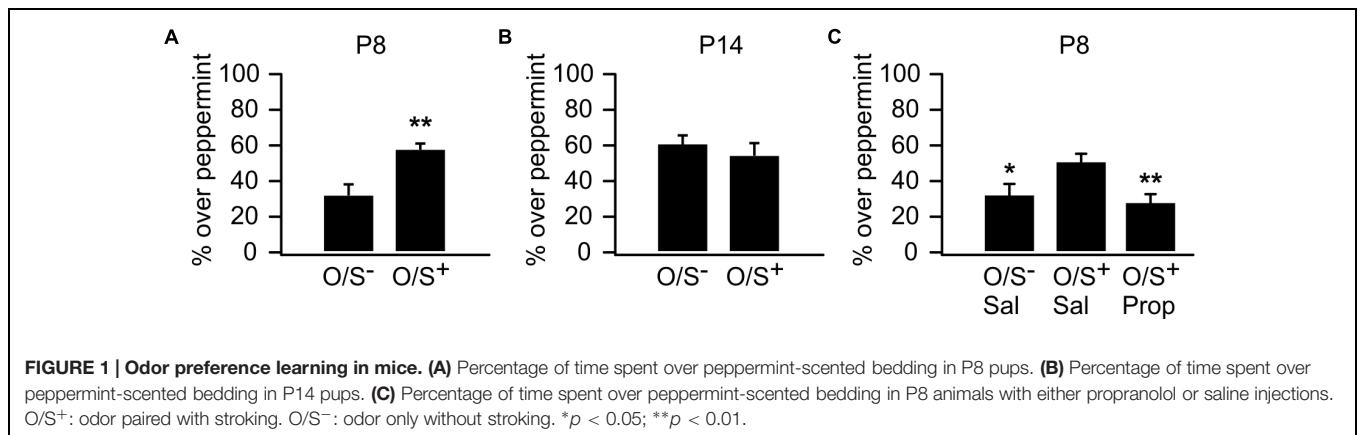 A P8
% over peppermint
100
80
60
40
20
0
**
O/S- O/S+
B P14
% over peppermint
100
80
60
40
20
0
O/S- O/S+
C P8
% over peppermint
100
80
60
40
20
0
* **
O/S- O/S+ O/S+
Sal Sal Prop
FIGURE 1 | Odor preference learning in mice. (A) Percentage of time spent over peppermint-scented bedding in P8 pups. (B) Percentage of time spent over
peppermint-scented bedding in P14 pups. (C) Percentage of time spent over peppermint-scented bedding in P8 animals with either propranolol or saline injections.
O/S+: odor paired with stroking. O/S−: odor only without stroking. *p < 0.05; **p < 0.01.